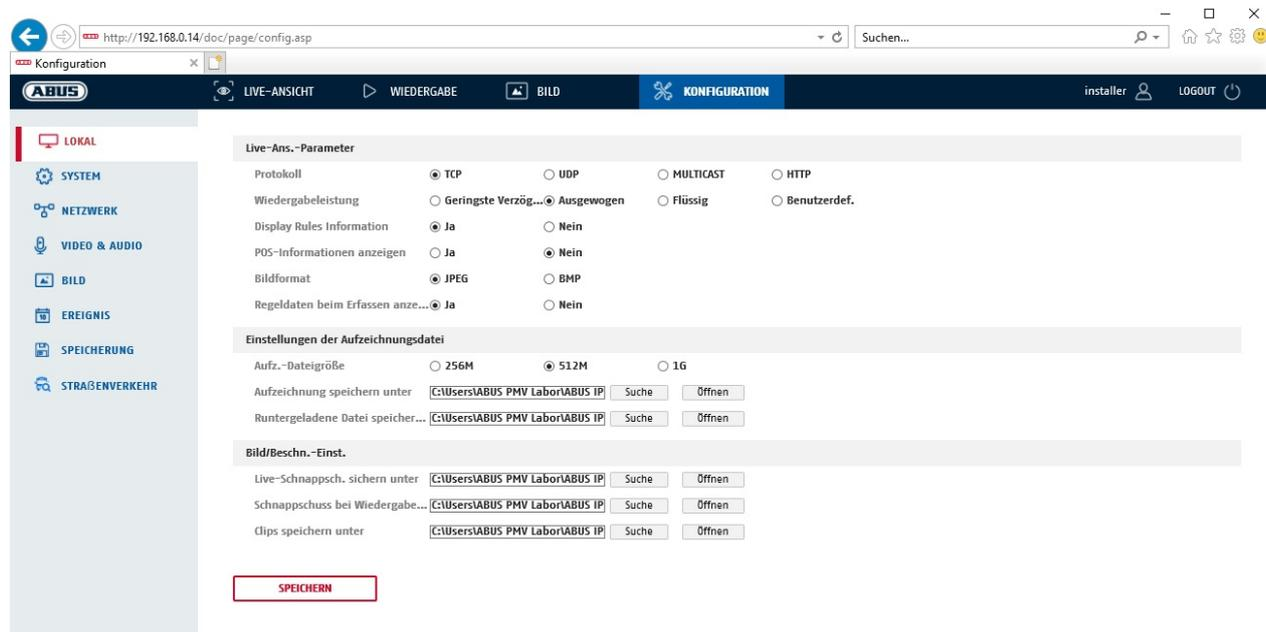 http://192.168.0.14/doc/page/config.asp
Suchen...
Konfiguration
ABUS LIVE-ANSICHT WIEDERGABE BILD KONFIGURATION installer LOGOUT
LOKAL
SYSTEM
NETZWERK
VIDEO & AUDIO
BILD
EREIGNIS
SPEICHERUNG
STRAßENVERKEHR
Live-Ans.-Parameter
Protokoll TCP UDP MULTICAST HTTP
Wiedergabeleistung Geringste Verzög... Ausgewogen Flüssig Benutzerdef.
Display Rules Information Ja Nein
POS-Informationen anzeigen Ja Nein
Bildformat JPEG BMP
Regeldaten beim Erfassen anze... Ja Nein
Einstellungen der Aufzeichnungsdatei
Aufz.-Dateigröße 256M 512M 1G
Aufzeichnung speichern unter C:\Users\ABUS PMV Labor\ABUS IP Suche Öffnen
Runtergeladene Datei speicher... C:\Users\ABUS PMV Labor\ABUS IP Suche Öffnen
Bild/Beschn.-Einst.
Live-Schnappsch. sichern unter C:\Users\ABUS PMV Labor\ABUS IP Suche Öffnen
Schnappschuss bei Wiedergabe... C:\Users\ABUS PMV Labor\ABUS IP Suche Öffnen
Clips speichern unter C:\Users\ABUS PMV Labor\ABUS IP Suche Öffnen
SPEICHERN